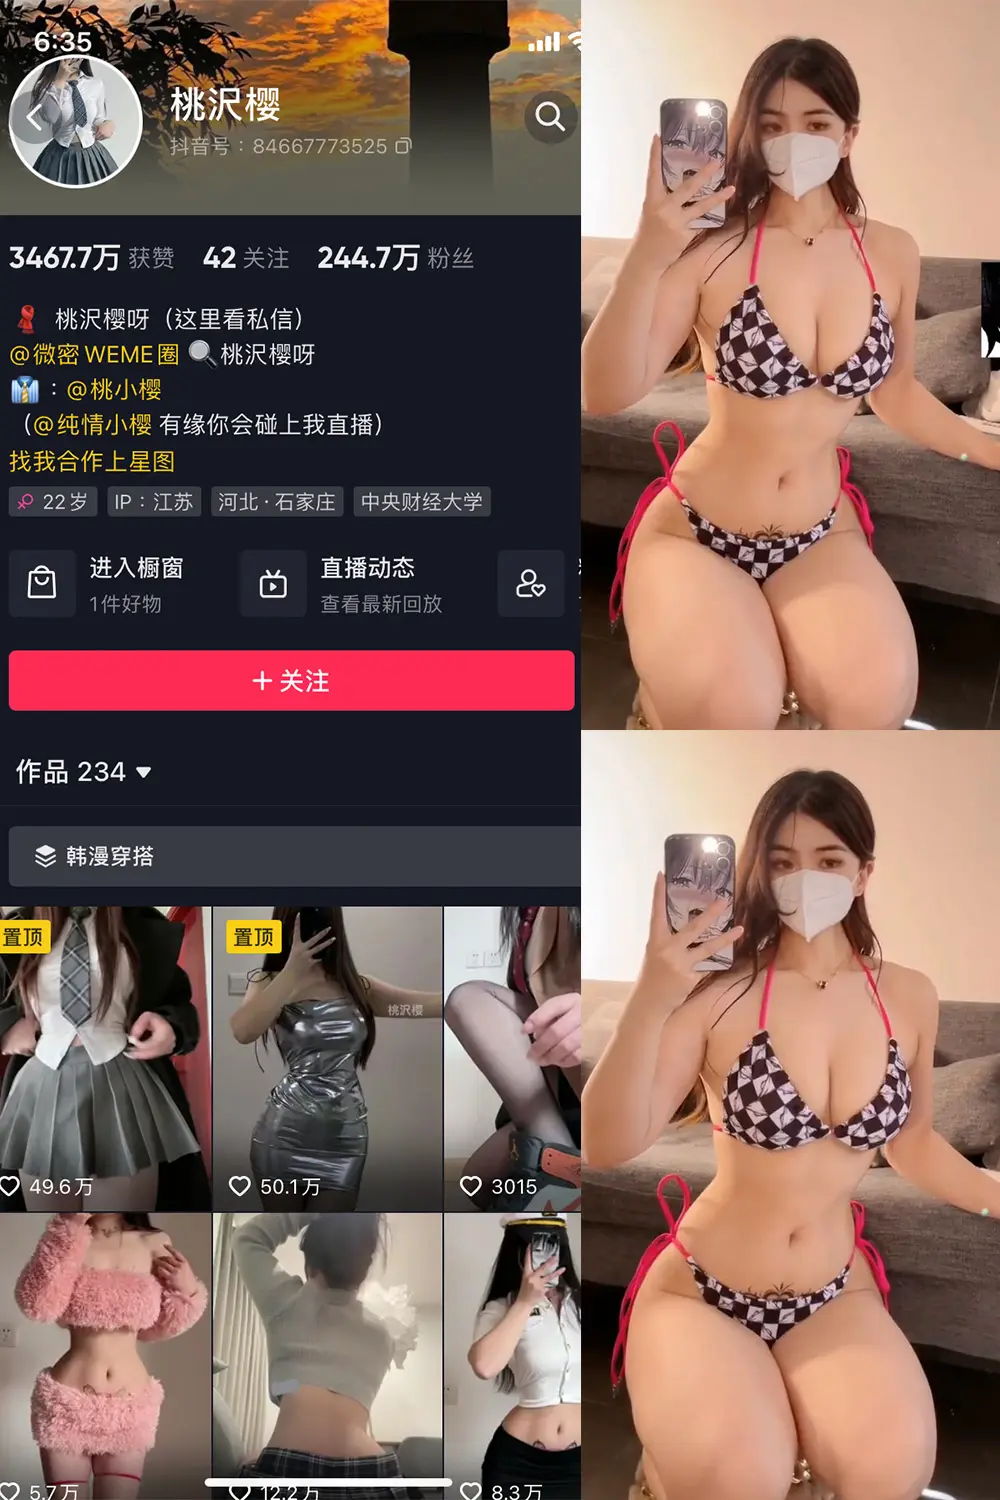 6:35
桃沢樱
抖音号：84667773525
3467.7万 获赞 42 关注 244.7万 粉丝
桃沢樱呀（这里看私信）
@微密WEME圈 🔍桃沢樱呀
👔：@桃小樱
（@纯情小樱 有缘你会碰上我直播）
找我合作上星图
22岁 IP：江苏 河北·石家庄 中央财经大学
进入橱窗 直播动态
1件好物 查看最新回放
+ 关注
作品 234
韩漫穿搭
置顶 置顶
桃沢樱
49.6万 50.1万 3015
5.7万 12.2万 8.3万